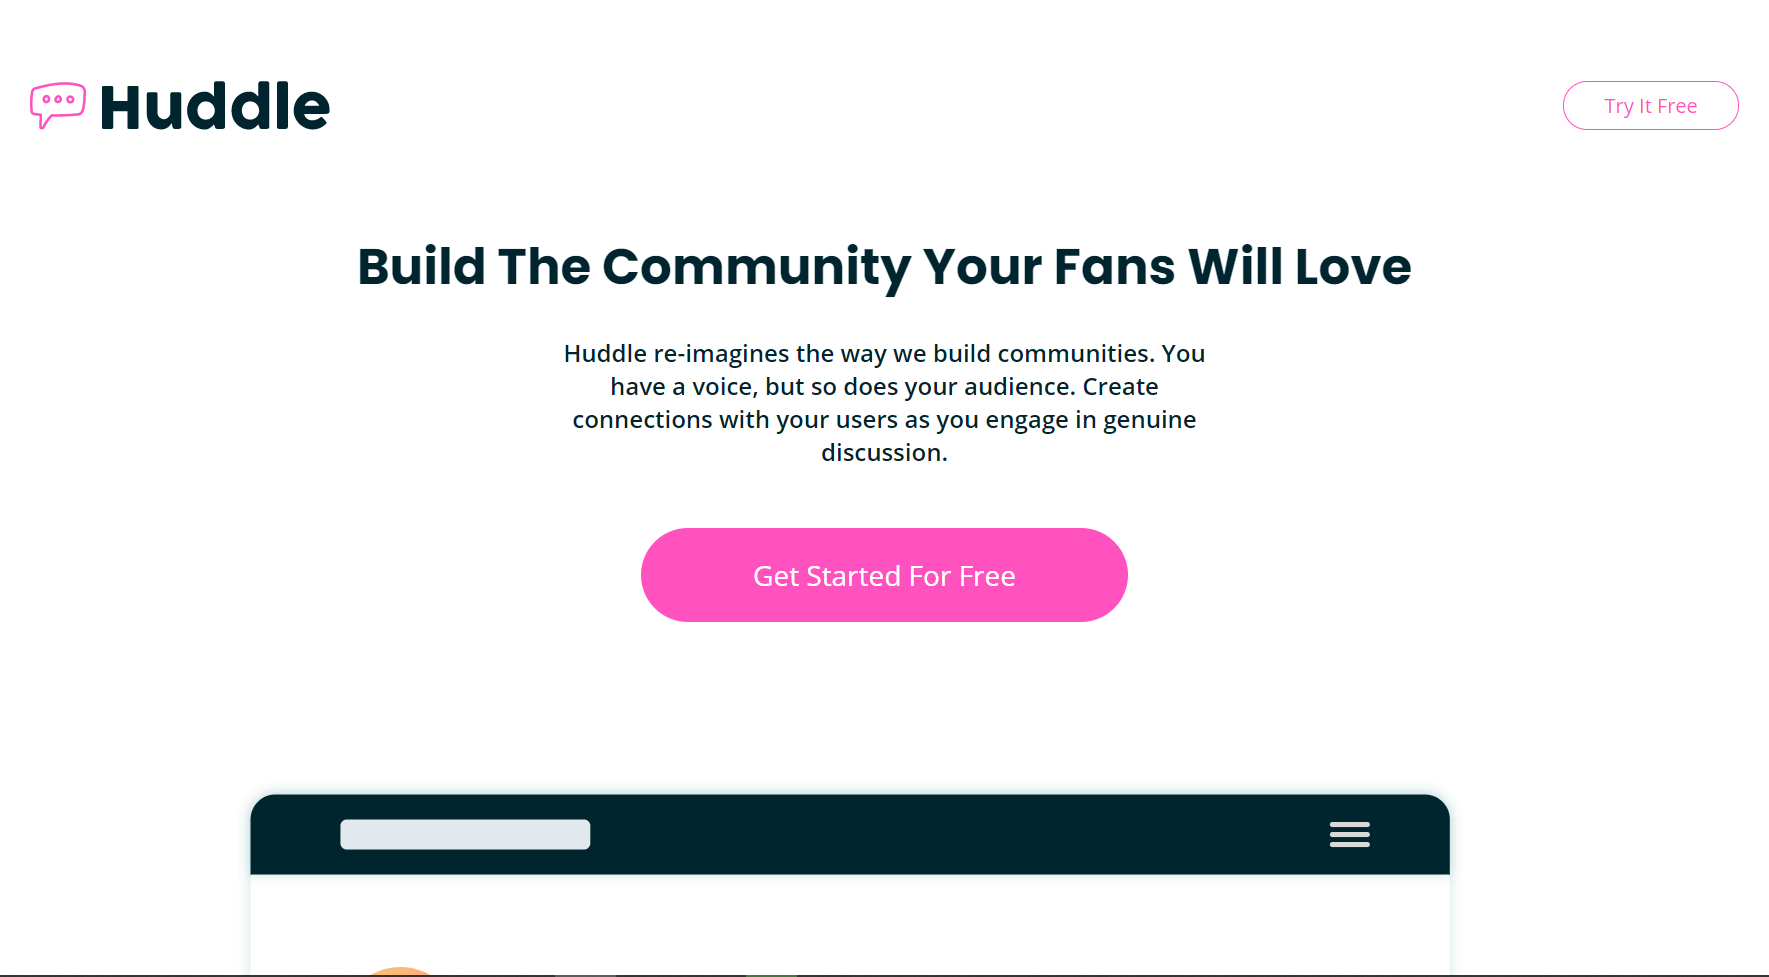 Huddle
Try It Free
Build The Community Your Fans Will Love
Huddle re-imagines the way we build communities. You
have a voice, but so does your audience. Create
connections with your users as you engage in genuine
discussion.
Get Started For Free